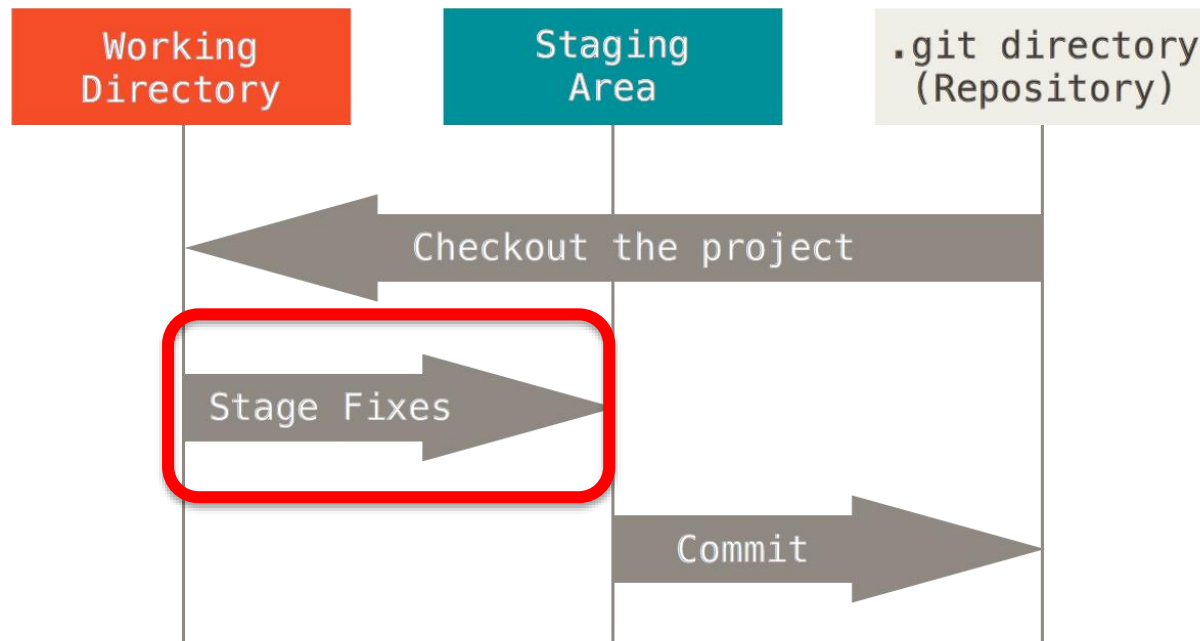 Working
Directory
Staging
Area
.git directory
(Repository)
Checkout the project
Stage Fixes
Commit